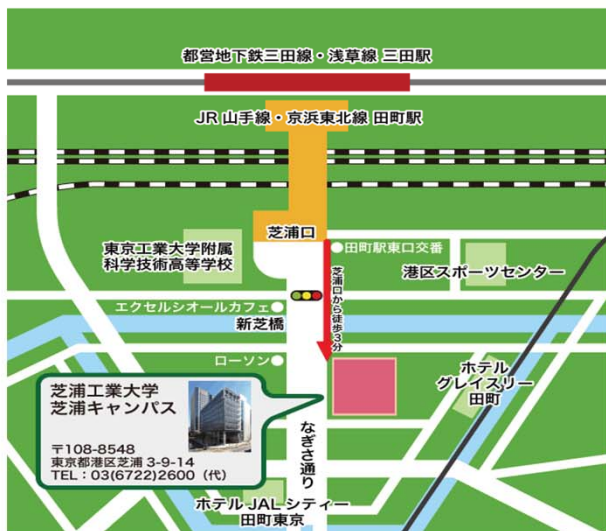 都営地下鉄三田線・浅草線 三田駅
JR 山手線・京浜東北線 田町駅
芝浦口
田町駅東口交番
東京工業大学附属
科学技術高等学校
港区スポーツセンター
芝浦口から徒歩3分
エクセルシオールカフェ
新芝橋
ローソン
ホテル
グレイスリー
田町
芝浦工業大学
芝浦キャンパス
〒108-8548
東京都港区芝浦 3-9-14
TEL：03(6722)2600（代）
なぎさ通り
ホテル JAL シティー
田町東京